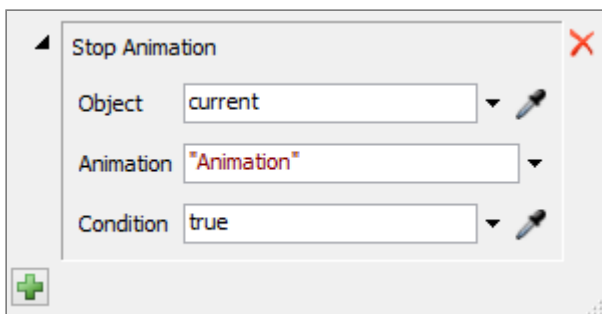 Stop Animation
Object current
Animation "Animation"
Condition true